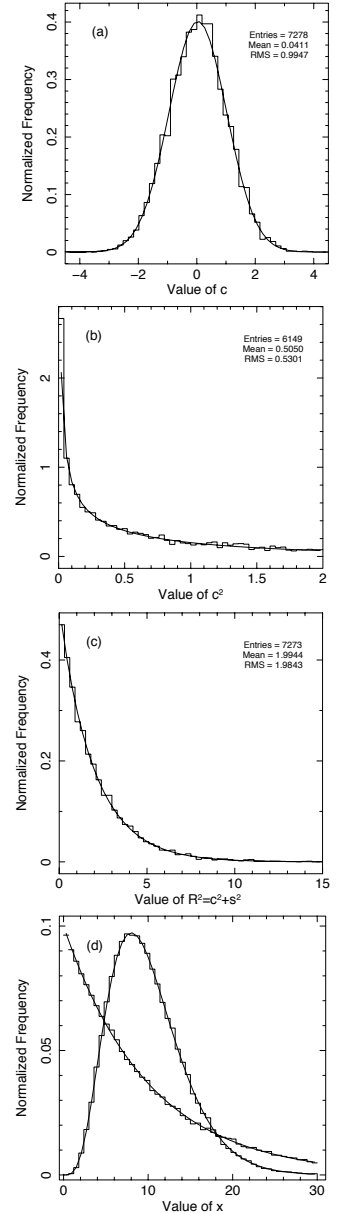 (a)
Entries = 7278
Mean = 0.0411
RMS = 0.9947
Normalized Frequency
0.4
0.3
0.2
0.1
0
−4 −2 0 2 4
Value of c
(b)
Entries = 6149
Mean = 0.5050
RMS = 0.5301
Normalized Frequency
2
1
0
0 0.5 1 1.5 2
Value of c²
(c)
Entries = 7273
Mean = 1.9944
RMS = 1.9843
Normalized Frequency
0.4
0.2
0
0 5 10 15
Value of R²=c²+s²
(d)
Normalized Frequency
0.1
0.05
0
0 10 20 30
Value of x